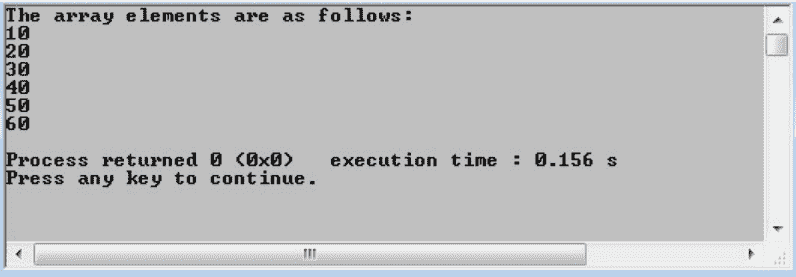 The array elements are as follows:
10
20
30
40
50
60
Process returned 0 (0x0)   execution time : 0.156 s
Press any key to continue.